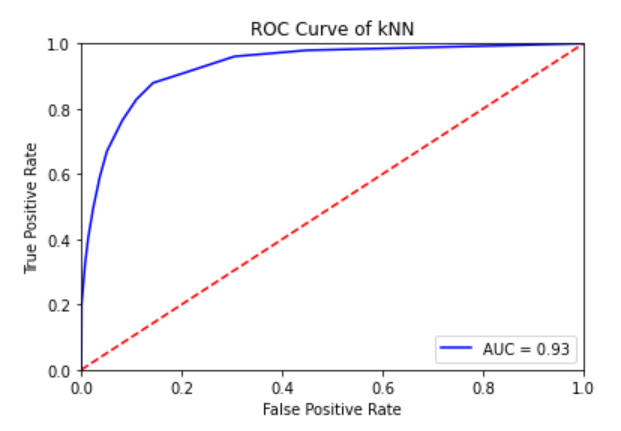 ROC Curve of kNN
1.0
0.8
0.6
0.4
0.2
0.0
True Positive Rate
AUC = 0.93
0.0 0.2 0.4 0.6 0.8 1.0
False Positive Rate